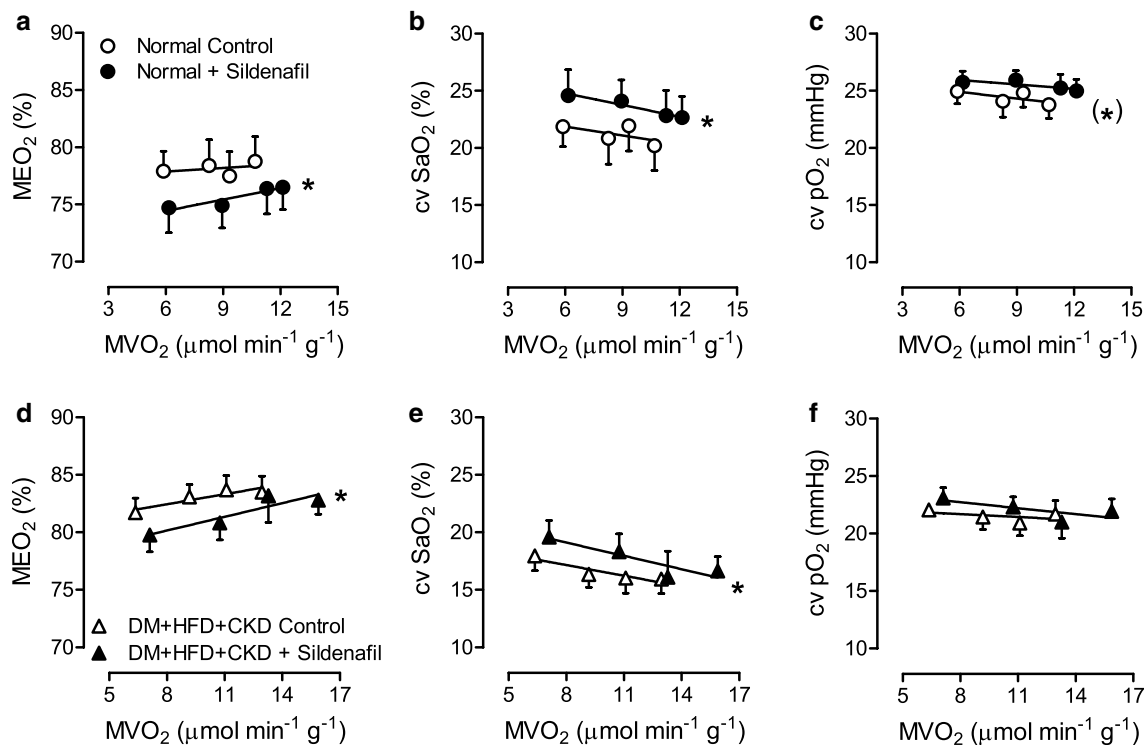 a
90
85
80
75
70
MEO₂ (%)
Normal Control
Normal + Sildenafil
*
3 6 9 12 15
MVO₂ (μmol min⁻¹ g⁻¹)
b
30
25
20
15
10
cv SaO₂ (%)
*
3 6 9 12 15
MVO₂ (μmol min⁻¹ g⁻¹)
c
30
25
20
15
10
cv pO₂ (mmHg)
(*)
3 6 9 12 15
MVO₂ (μmol min⁻¹ g⁻¹)
d
90
85
80
75
70
MEO₂ (%)
*
DM+HFD+CKD Control
DM+HFD+CKD + Sildenafil
5 8 11 14 17
MVO₂ (μmol min⁻¹ g⁻¹)
e
30
25
20
15
10
cv SaO₂ (%)
*
5 8 11 14 17
MVO₂ (μmol min⁻¹ g⁻¹)
f
30
25
20
15
10
cv pO₂ (mmHg)
5 8 11 14 17
MVO₂ (μmol min⁻¹ g⁻¹)